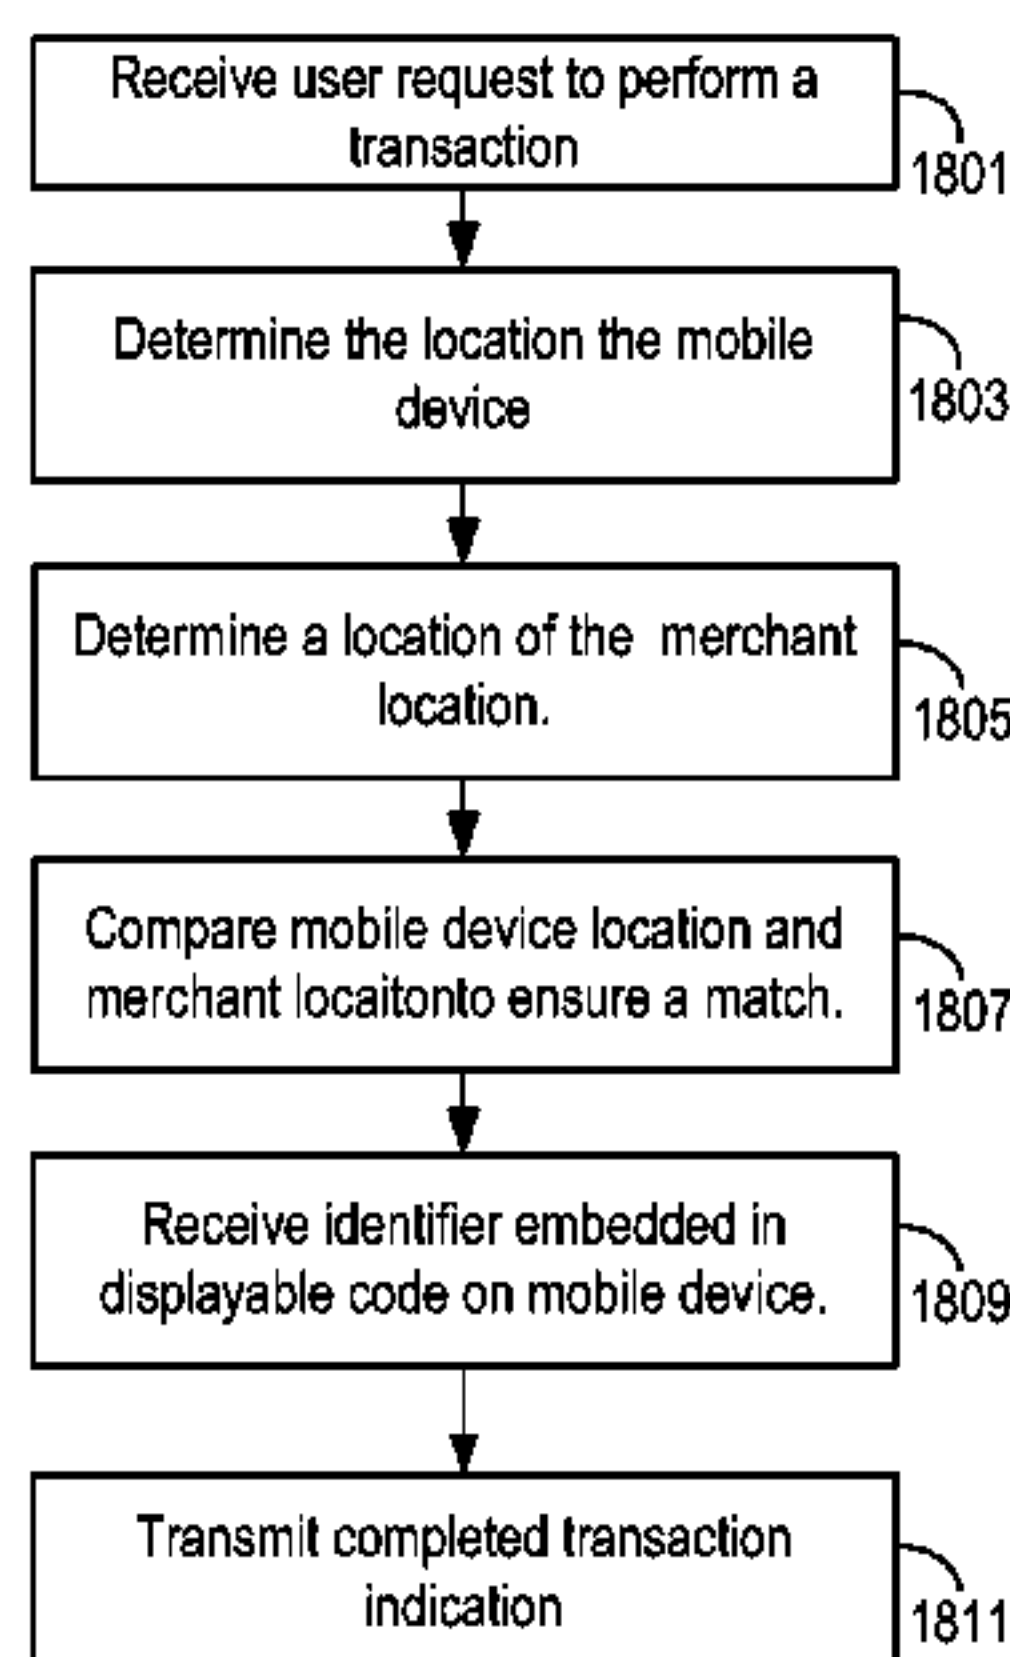 Receive user request to perform a
transaction
1801
Determine the location the mobile
device
1803
Determine a location of the merchant
location.
1805
Compare mobile device location and
merchant locaitonto ensure a match.
1807
Receive identifier embedded in
displayable code on mobile device.
1809
Transmit completed transaction
indication
1811